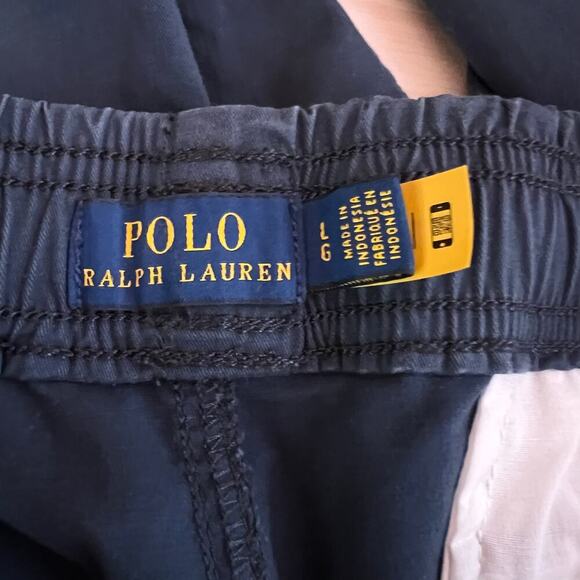 POLO
RALPH LAUREN
L
G
MADE IN
INDONESIA
FABRIQUÉ EN
INDONÉSIE